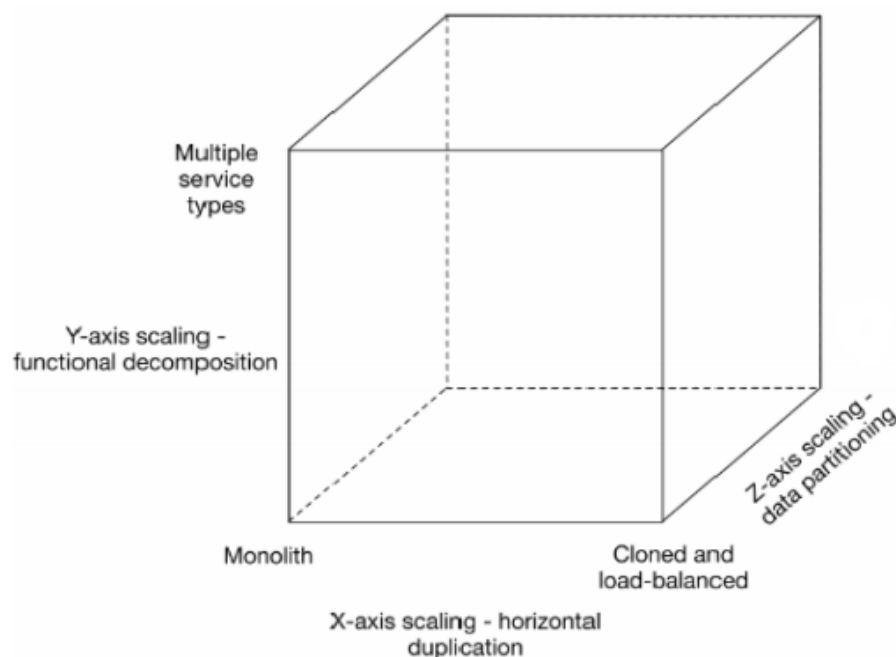 Multiple
service
types
Y-axis scaling -
functional decomposition
Z-axis scaling -
data partitioning
Monolith
Cloned and
load-balanced
X-axis scaling - horizontal
duplication